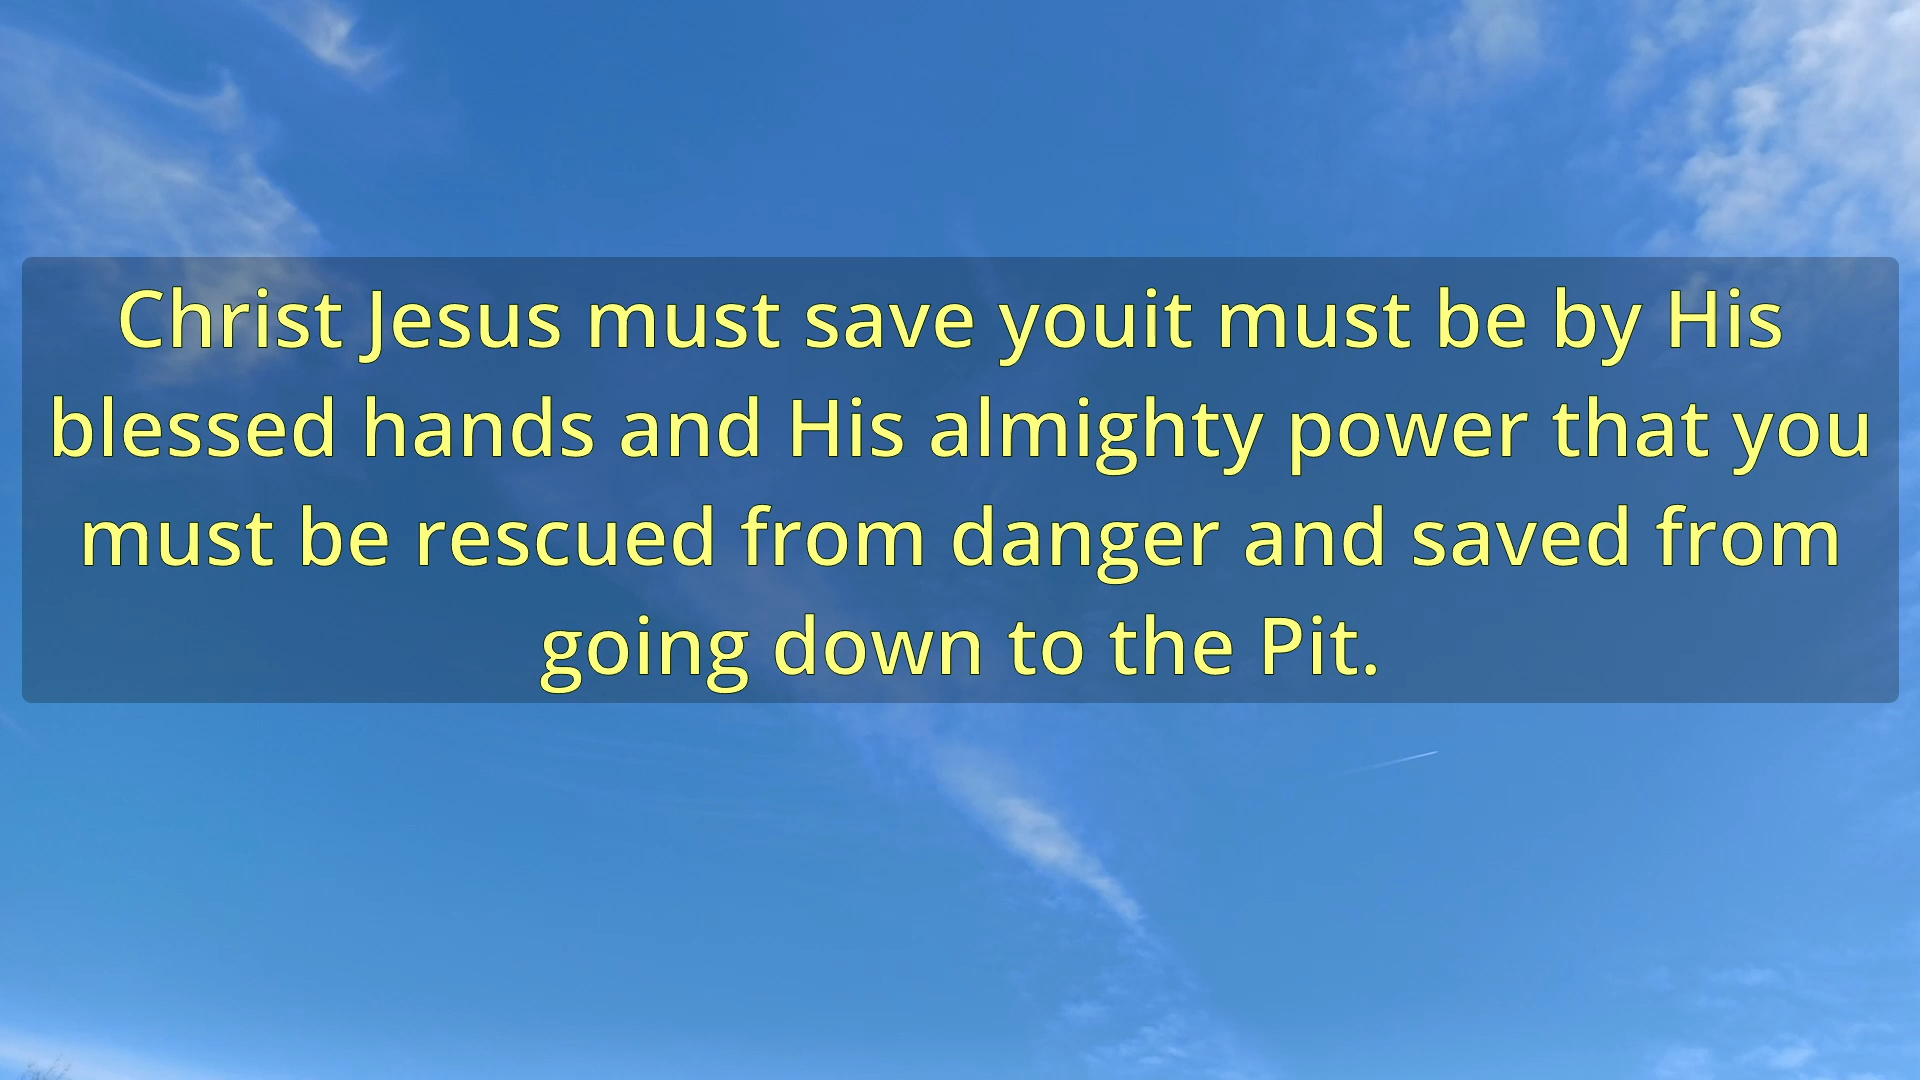 Christ Jesus must save youit must be by His
blessed hands and His almighty power that you
must be rescued from danger and saved from
going down to the Pit.